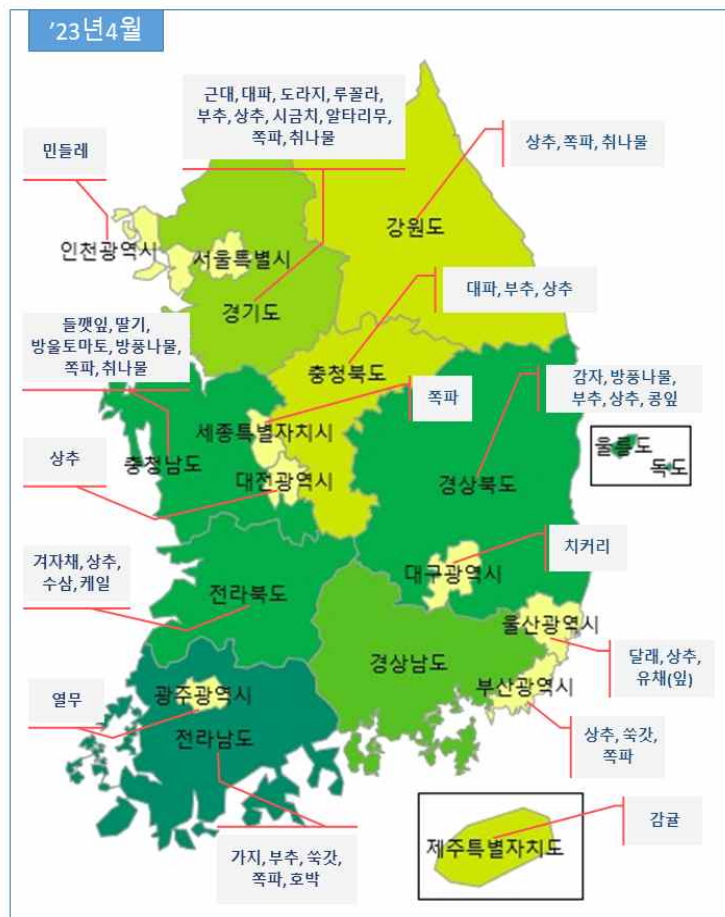 '23년4월
근대, 대파, 도라지, 루꼴라,
부추, 상추, 시금치, 알타리무,
쪽파, 취나물
민들레
상추, 쪽파, 취나물
강원도
인천광역시
서울특별시
경기도
대파, 부추, 상추
들깻잎, 딸기,
방울토마토, 방풍나물,
쪽파, 취나물
충청북도
쪽파
감자, 방풍나물,
부추, 상추, 콩잎
세종특별자치시
울릉도
독도
상추
충청남도
대전광역시
경상북도
겨자채, 상추,
수삼, 케일
치커리
대구광역시
전라북도
울산광역시
경상남도
달래, 상추,
유채(잎)
열무
광주광역시
부산광역시
전라남도
상추, 쑥갓,
쪽파
감귤
제주특별자치도
가지, 부추, 쑥갓,
쪽파, 호박